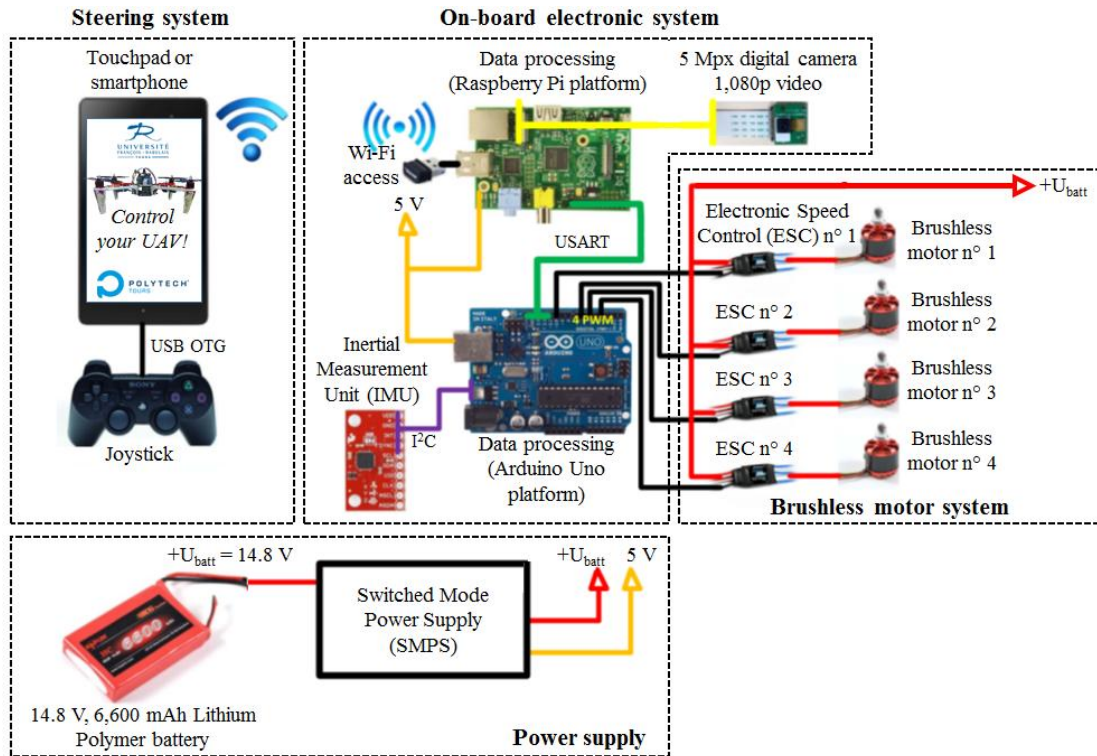 Steering system
On-board electronic system
Touchpad or
smartphone
UNIVERSITÉ
FRANÇOIS - RABELAIS
TOURS
Control
your UAV!
POLYTECH
TOURS
USB OTG
SONY
Joystick
Data processing
(Raspberry Pi platform)
5 Mpx digital camera
1,080p video
Wi-Fi
access
5 V
USART
4 PWM
UNO
ARDUINO
Inertial
Measurement
Unit (IMU)
I²C
Data processing
(Arduino Uno
platform)
+Ubatt
Electronic Speed
Control (ESC) n° 1
Brushless
motor n° 1
ESC n° 2
Brushless
motor n° 2
ESC n° 3
Brushless
motor n° 3
ESC n° 4
Brushless
motor n° 4
Brushless motor system
+Ubatt = 14.8 V
Switched Mode
Power Supply
(SMPS)
+Ubatt
5 V
14.8 V, 6,600 mAh Lithium
Polymer battery
Power supply